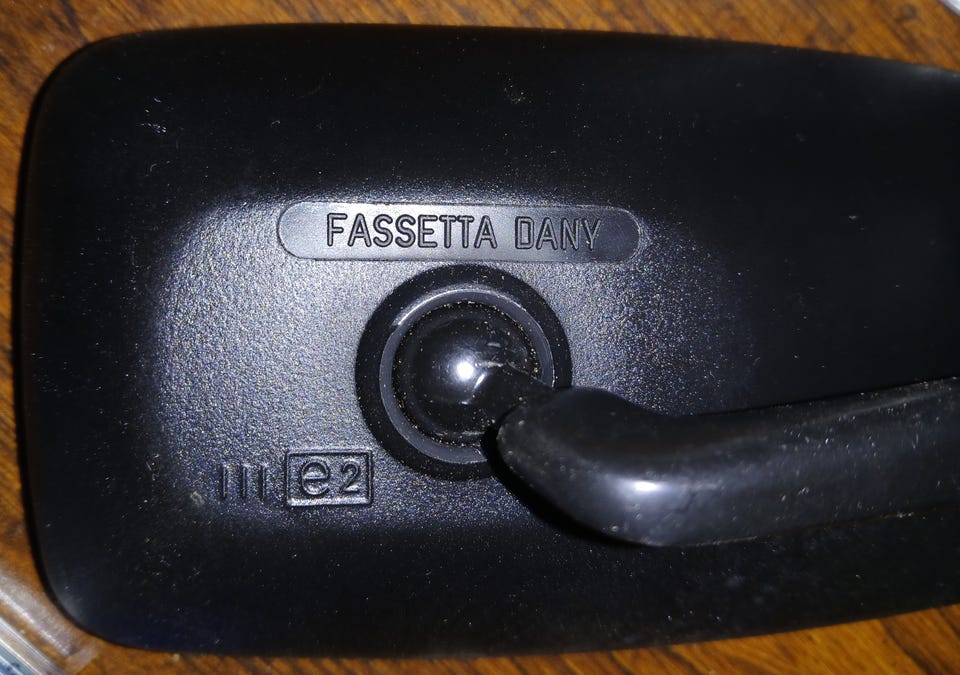 FASSETTA DANY
III e2